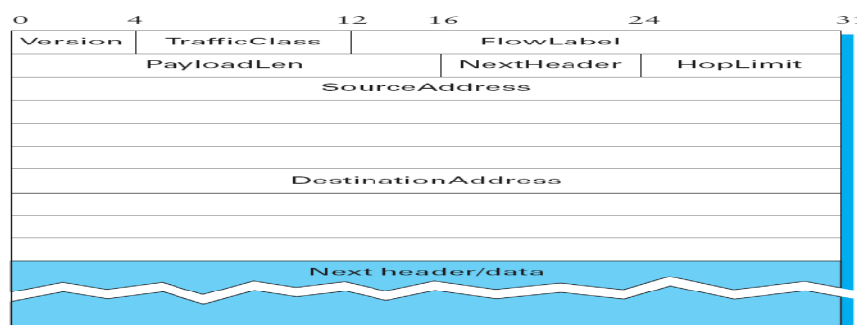 0 4 12 16 24 31
Version TrafficClass FlowLabel
PayloadLen NextHeader HopLimit
SourceAddress
DestinationAddress
Next header/data